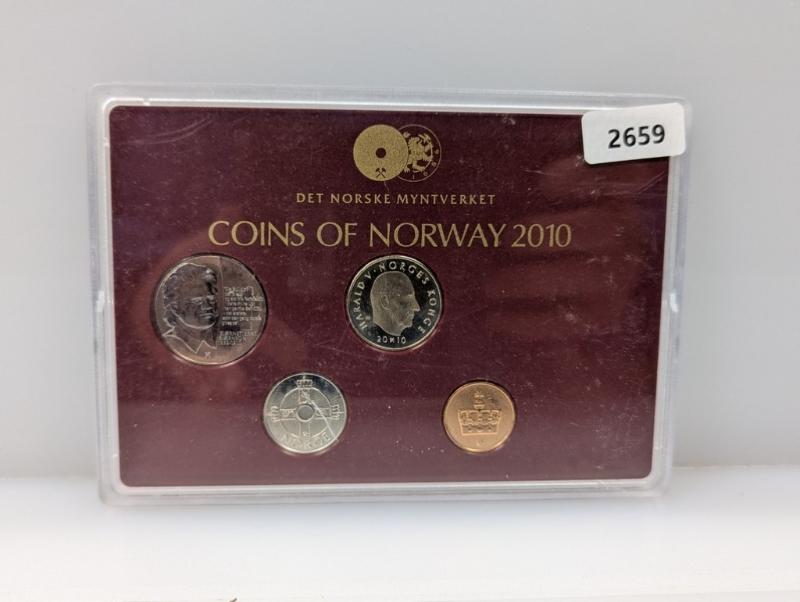 2659
DET NORSKE MYNTVERKET
COINS OF NORWAY 2010
HARALD V · NORGES KONGE
20 10
NORGE